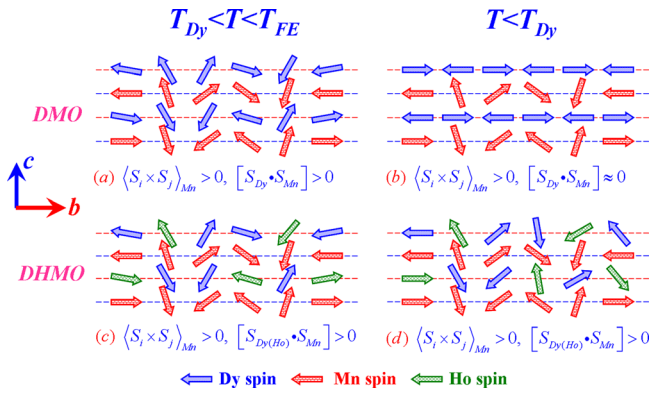 T_Dy<T<T_FE
T<T_Dy
DMO
(a) ⟨S_i × S_j⟩_Mn > 0, [S_Dy•S_Mn] > 0
(b) ⟨S_i × S_j⟩_Mn > 0, [S_Dy•S_Mn] ≈ 0
c
b
DHMO
(c) ⟨S_i × S_j⟩_Mn > 0, [S_Dy(Ho)•S_Mn] > 0
(d) ⟨S_i × S_j⟩_Mn > 0, [S_Dy(Ho)•S_Mn] > 0
Dy spin Mn spin Ho spin